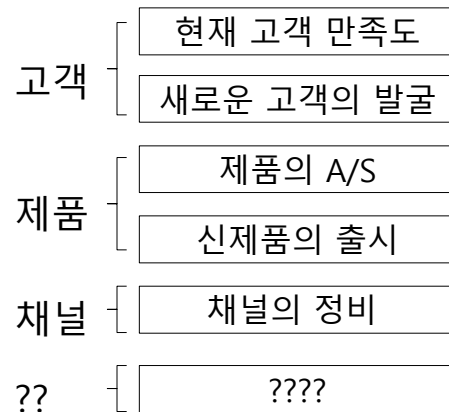 고객
현재 고객 만족도
새로운 고객의 발굴
제품
제품의 A/S
신제품의 출시
채널
채널의 정비
??
????